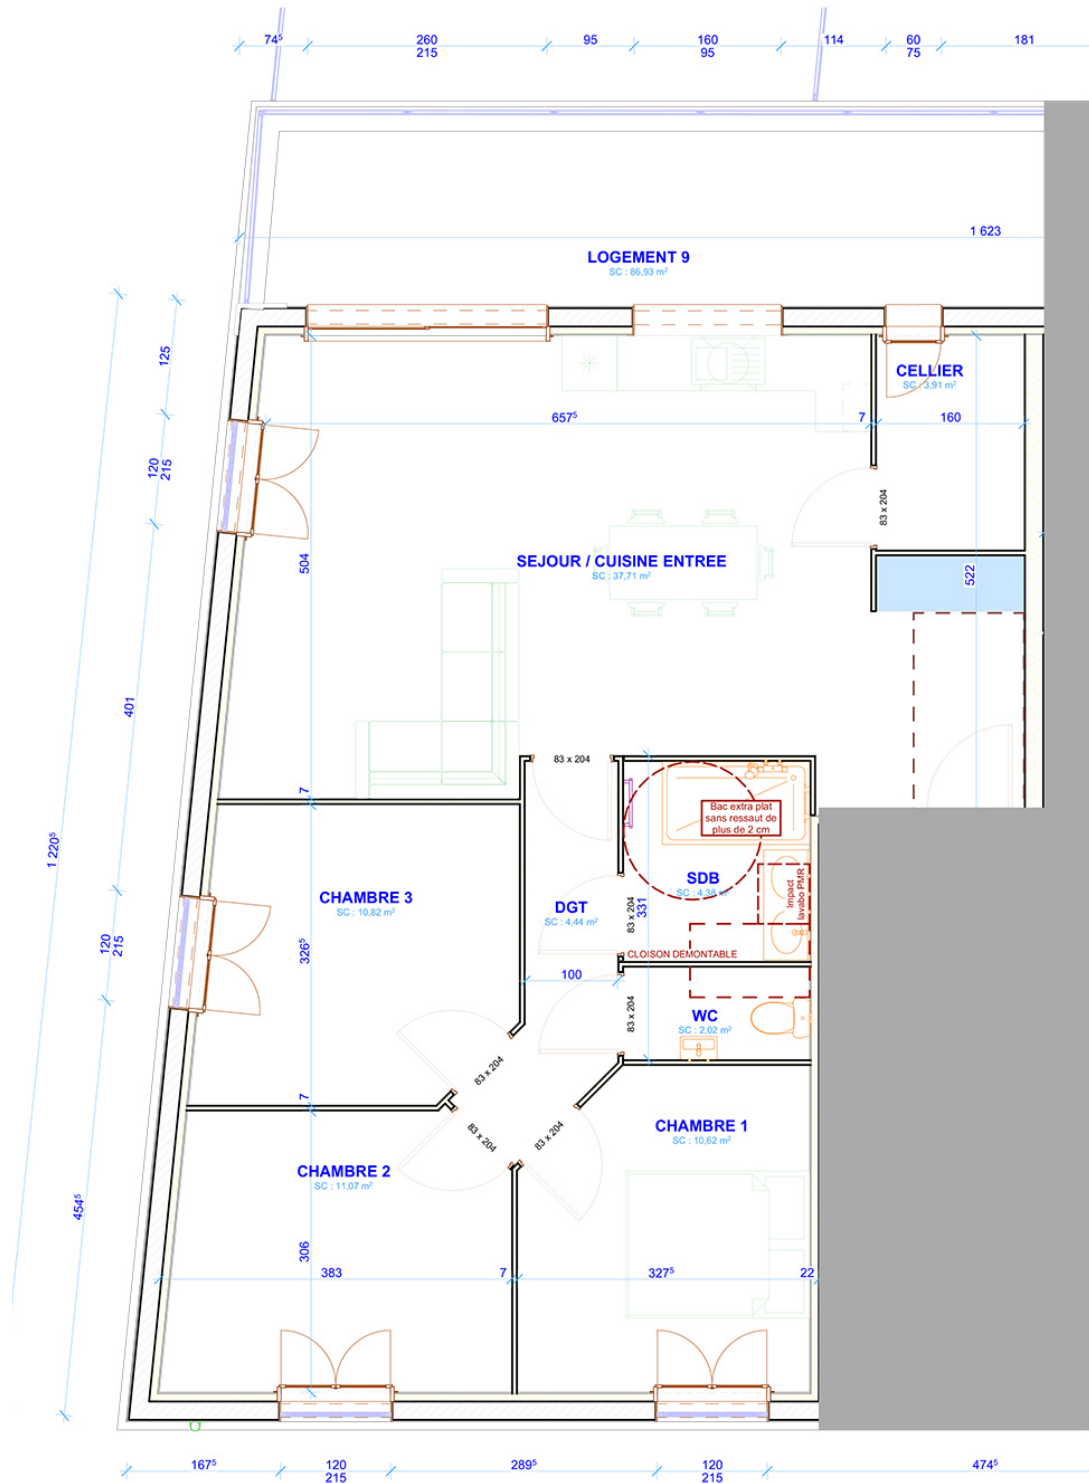 74⁵ 260 95 160 114 60 181
215 95 75
1 623
LOGEMENT 9
SC : 86,93 m²
125
CELLIER
SC : 3,91 m²
657⁵ 7 160
120
215
83 x 204
504
SEJOUR / CUISINE ENTREE
SC : 37,71 m²
522
401
83 x 204
7
Bac extra plat
sans ressaut de
plus de 2 cm
1 220⁵
SDB
SC : 4,38 m²
Impact
lavabo PMR
CHAMBRE 3
SC : 10,82 m²
DGT
SC : 4,44 m²
83 x 204
331
120
215
326⁵
CLOISON DEMONTABLE
100
WC
SC : 2,02 m²
83 x 204
83 x 204
7
CHAMBRE 1
SC : 10,62 m²
83 x 204
83 x 204
CHAMBRE 2
SC : 11,07 m²
454⁵
306
383 7 327⁵ 22
167⁵ 120 289⁵ 120 474⁵
215 215